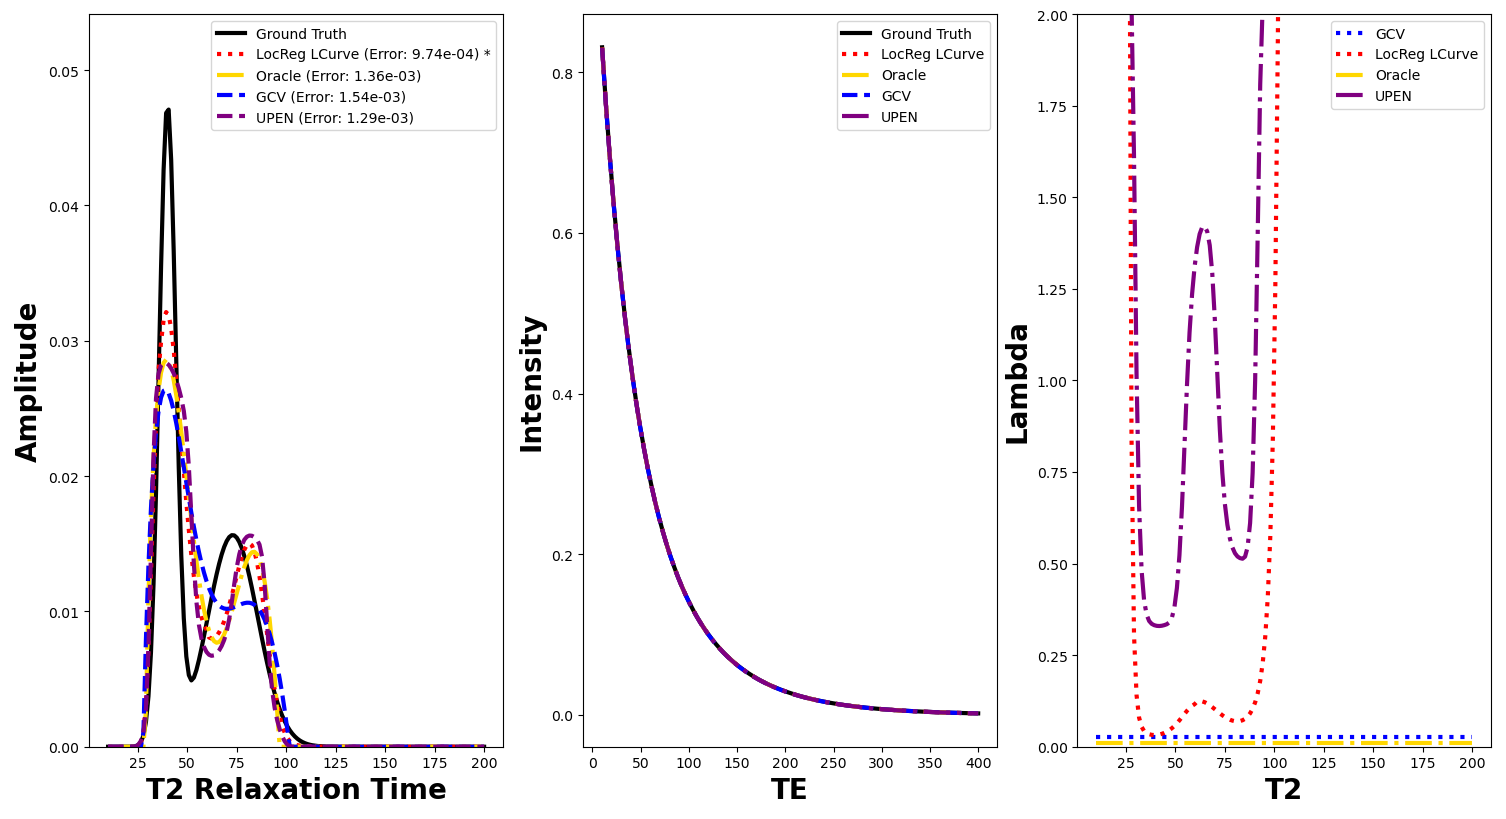 Ground Truth
LocReg LCurve (Error: 9.74e-04) *
Oracle (Error: 1.36e-03)
GCV (Error: 1.54e-03)
UPEN (Error: 1.29e-03)
0.05
0.04
0.03
0.02
0.01
0.00
Amplitude
25 50 75 100 125 150 175 200
T2 Relaxation Time
Ground Truth
LocReg LCurve
Oracle
GCV
UPEN
0.8
0.6
0.4
0.2
0.0
Intensity
0 50 100 150 200 250 300 350 400
TE
GCV
LocReg LCurve
Oracle
UPEN
2.00
1.75
1.50
1.25
1.00
0.75
0.50
0.25
0.00
Lambda
25 50 75 100 125 150 175 200
T2